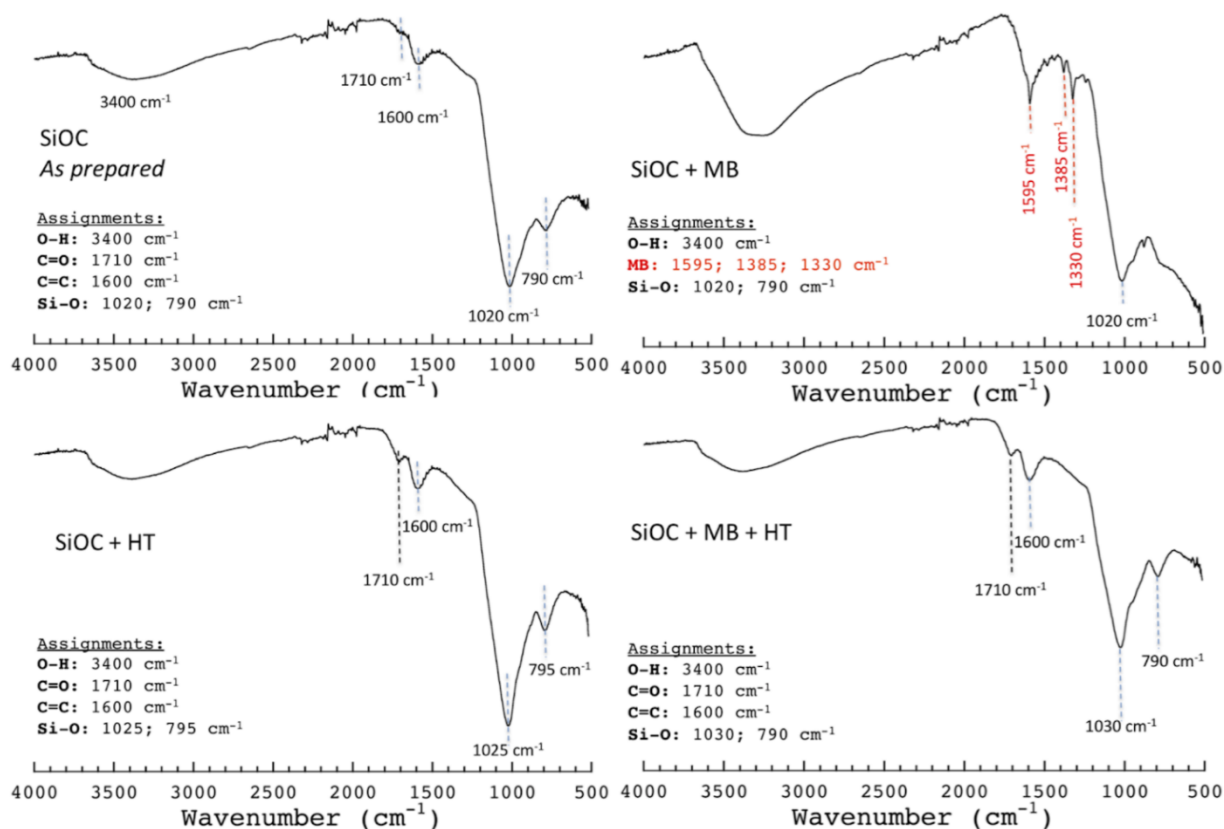 3400 cm⁻¹
1710 cm⁻¹
1600 cm⁻¹
SiOC
As prepared
Assignments:
O-H: 3400 cm⁻¹
C=O: 1710 cm⁻¹
C=C: 1600 cm⁻¹
Si-O: 1020; 790 cm⁻¹
790 cm⁻¹
1020 cm⁻¹
4000 3500 3000 2500 2000 1500 1000 500
Wavenumber (cm⁻¹)
SiOC + MB
1595 cm⁻¹
1385 cm⁻¹
1330 cm⁻¹
Assignments:
O-H: 3400 cm⁻¹
MB: 1595; 1385; 1330 cm⁻¹
Si-O: 1020; 790 cm⁻¹
1020 cm⁻¹
4000 3500 3000 2500 2000 1500 1000 500
Wavenumber (cm⁻¹)
SiOC + HT
1600 cm⁻¹
1710 cm⁻¹
Assignments:
O-H: 3400 cm⁻¹
C=O: 1710 cm⁻¹
C=C: 1600 cm⁻¹
Si-O: 1025; 795 cm⁻¹
795 cm⁻¹
1025 cm⁻¹
4000 3500 3000 2500 2000 1500 1000 500
Wavenumber (cm⁻¹)
SiOC + MB + HT
1600 cm⁻¹
1710 cm⁻¹
Assignments:
O-H: 3400 cm⁻¹
C=O: 1710 cm⁻¹
C=C: 1600 cm⁻¹
Si-O: 1030; 790 cm⁻¹
790 cm⁻¹
1030 cm⁻¹
4000 3500 3000 2500 2000 1500 1000 500
Wavenumber (cm⁻¹)